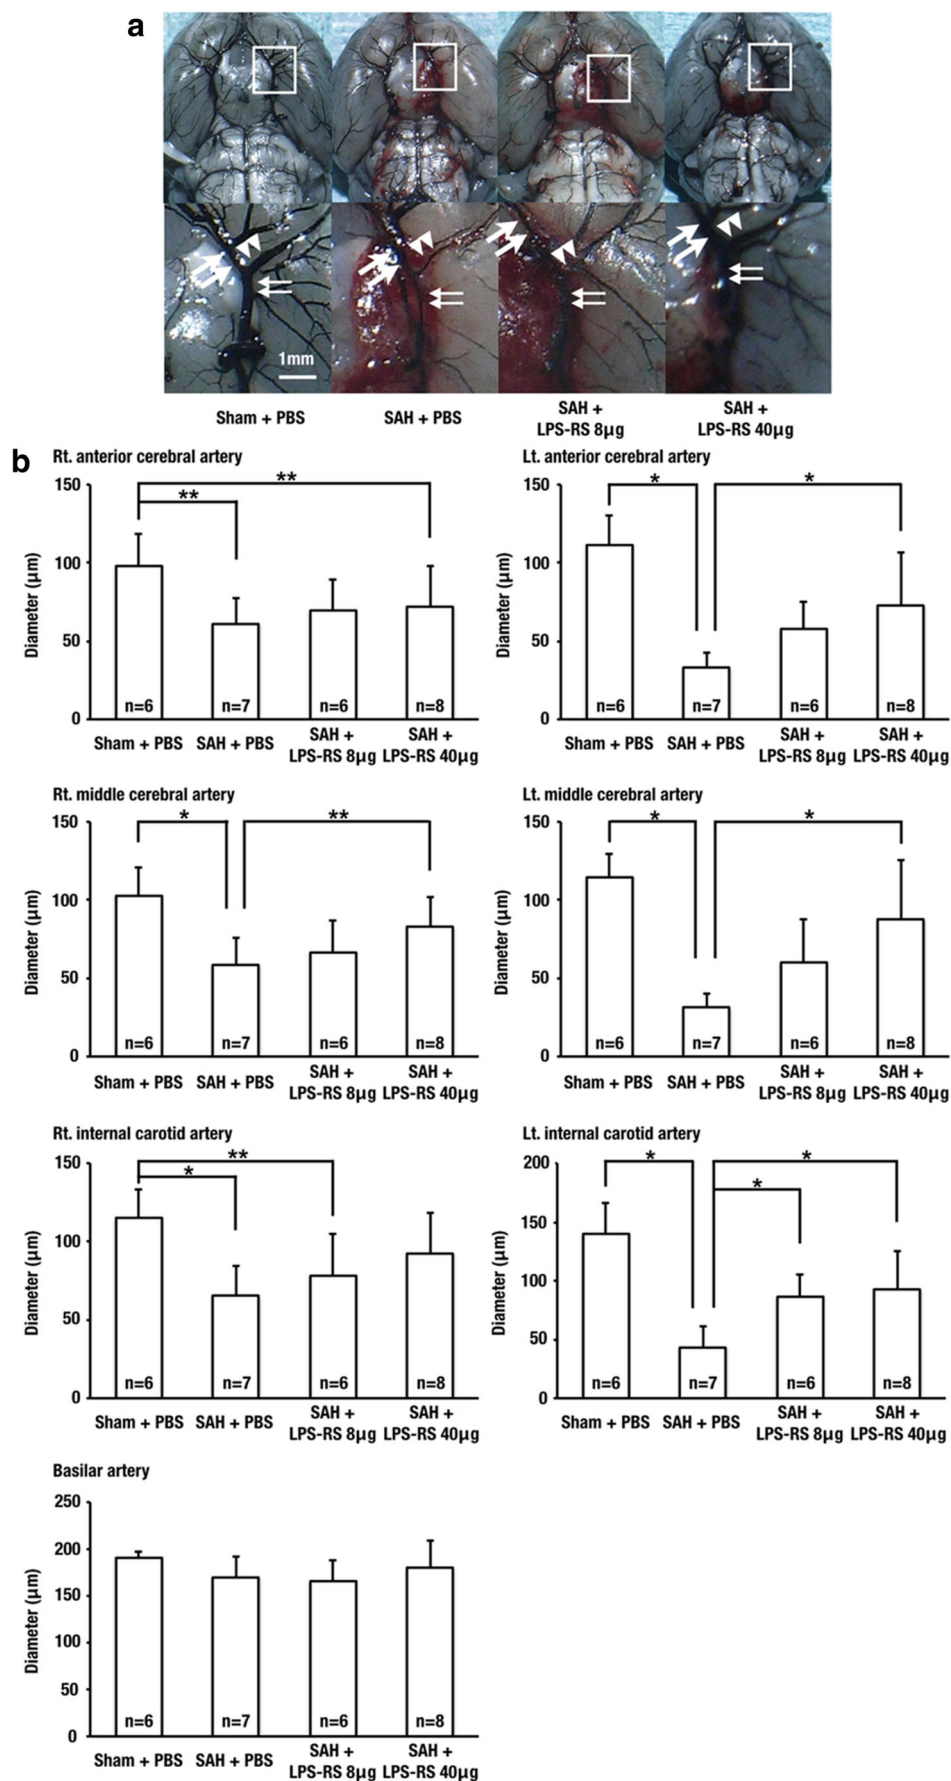 a
1mm
Sham + PBS
SAH + PBS
SAH +
LPS-RS 8µg
SAH +
LPS-RS 40µg
b
Rt. anterior cerebral artery
**
**
150
100
50
0
Diameter (µm)
n=6
n=7
n=6
n=8
Sham + PBS
SAH + PBS
SAH +
LPS-RS 8µg
SAH +
LPS-RS 40µg
Lt. anterior cerebral artery
*
*
150
100
50
0
Diameter (µm)
n=6
n=7
n=6
n=8
Sham + PBS
SAH + PBS
SAH +
LPS-RS 8µg
SAH +
LPS-RS 40µg
Rt. middle cerebral artery
*
**
150
100
50
0
Diameter (µm)
n=6
n=7
n=6
n=8
Sham + PBS
SAH + PBS
SAH +
LPS-RS 8µg
SAH +
LPS-RS 40µg
Lt. middle cerebral artery
*
*
150
100
50
0
Diameter (µm)
n=6
n=7
n=6
n=8
Sham + PBS
SAH + PBS
SAH +
LPS-RS 8µg
SAH +
LPS-RS 40µg
Rt. internal carotid artery
**
*
150
100
50
0
Diameter (µm)
n=6
n=7
n=6
n=8
Sham + PBS
SAH + PBS
SAH +
LPS-RS 8µg
SAH +
LPS-RS 40µg
Lt. internal carotid artery
*
*
*
200
150
100
50
0
Diameter (µm)
n=6
n=7
n=6
n=8
Sham + PBS
SAH + PBS
SAH +
LPS-RS 8µg
SAH +
LPS-RS 40µg
Basilar artery
250
200
150
100
50
0
Diameter (µm)
n=6
n=7
n=6
n=8
Sham + PBS
SAH + PBS
SAH +
LPS-RS 8µg
SAH +
LPS-RS 40µg